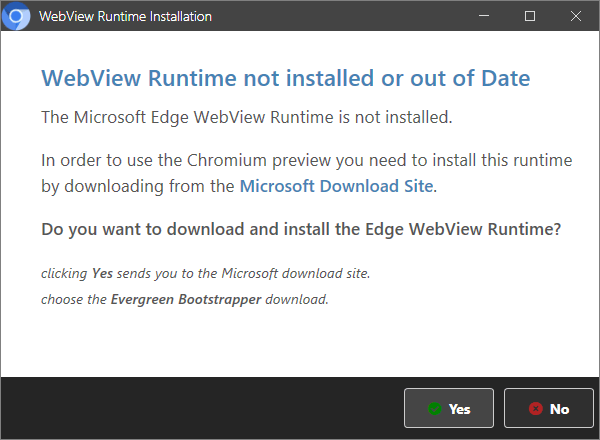 WebView Runtime Installation
WebView Runtime not installed or out of Date
The Microsoft Edge WebView Runtime is not installed.
In order to use the Chromium preview you need to install this runtime
by downloading from the Microsoft Download Site.
Do you want to download and install the Edge WebView Runtime?
clicking Yes sends you to the Microsoft download site.
choose the Evergreen Bootstrapper download.
Yes No